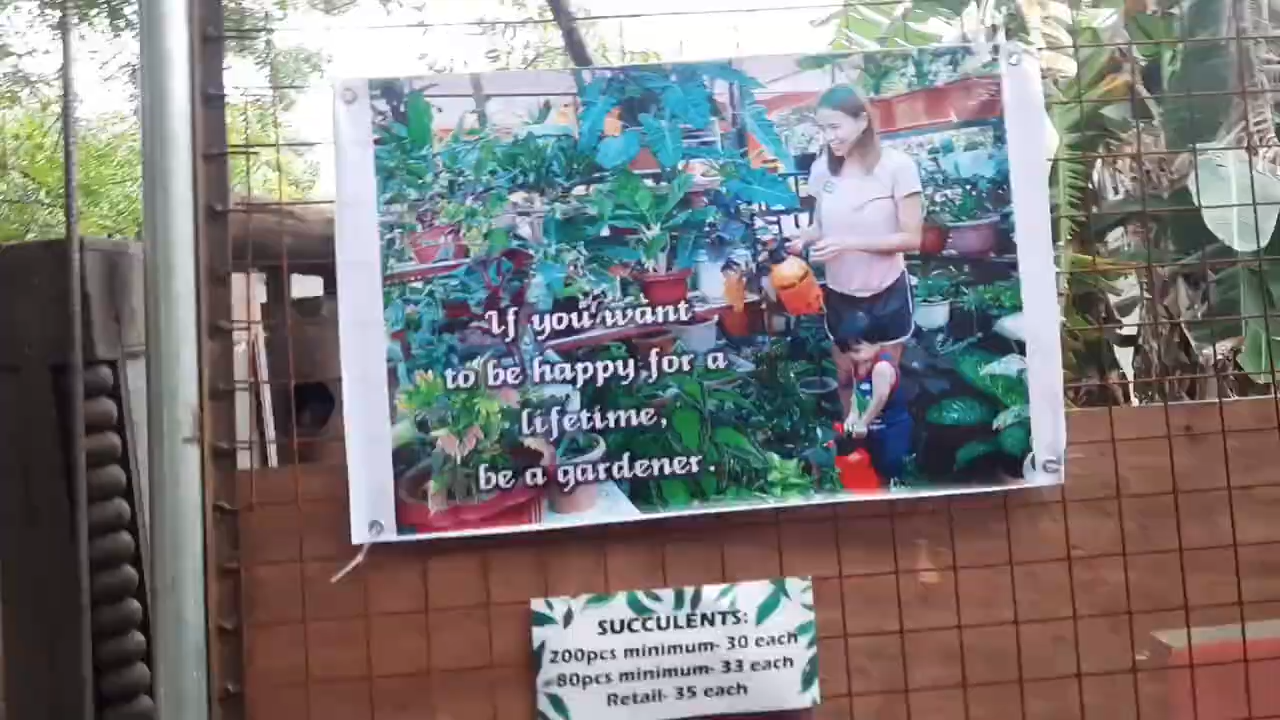 If you want
to be happy for a
lifetime,
be a gardener.
SUCCULENTS:
200pcs minimum- 30 each
80pcs minimum- 33 each
Retail- 35 each